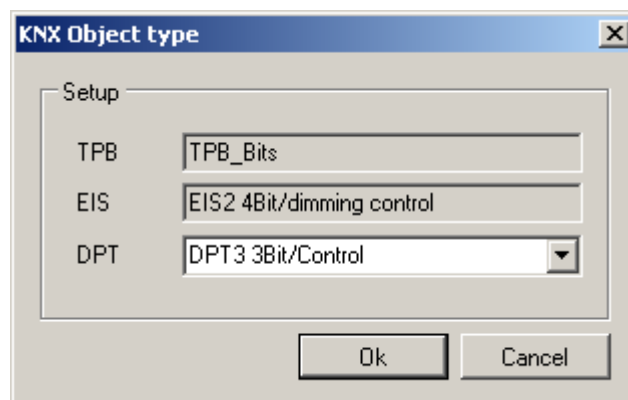 KNX Object type
Setup
TPB TPB_Bits
EIS EIS2 4Bit/dimming control
DPT DPT3 3Bit/Control
Ok Cancel